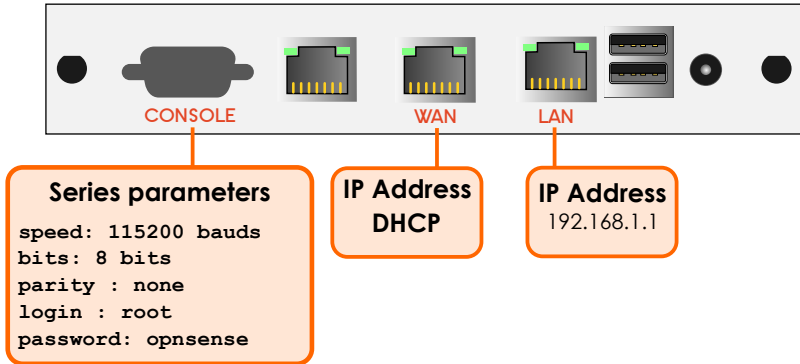 CONSOLE
WAN
LAN
Series parameters
speed: 115200 bauds
bits: 8 bits
parity : none
login : root
password: opnsense
IP Address
DHCP
IP Address
192.168.1.1